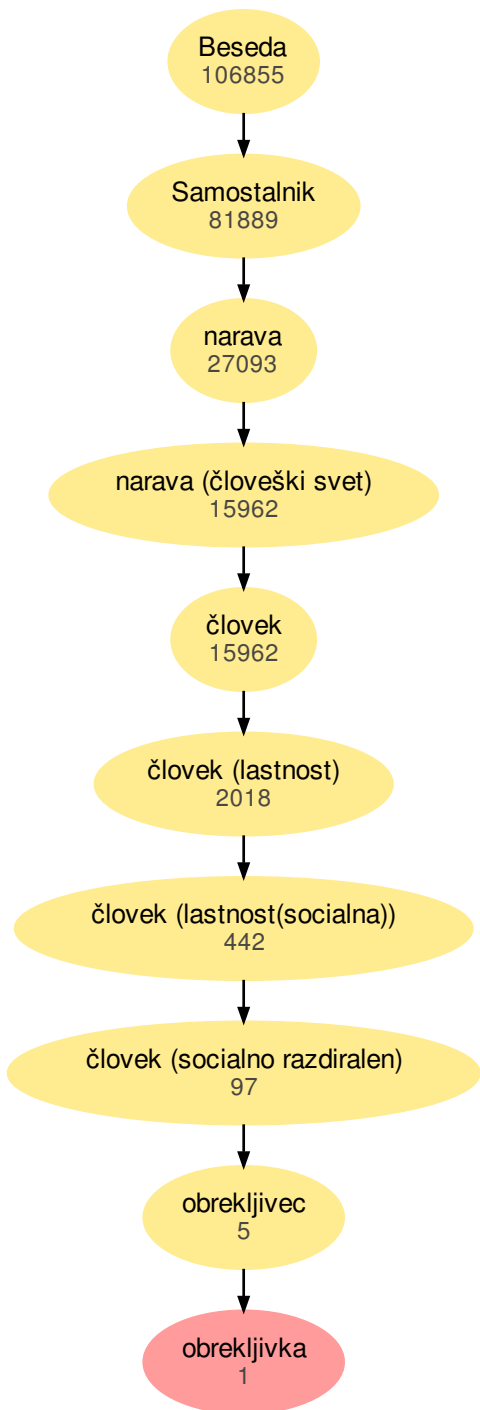 Beseda
106855
Samostalnik
81889
narava
27093
narava (človeški svet)
15962
človek
15962
človek (lastnost)
2018
človek (lastnost(socialna))
442
človek (socialno razdiralen)
97
obrekljivec
5
obrekljivka
1